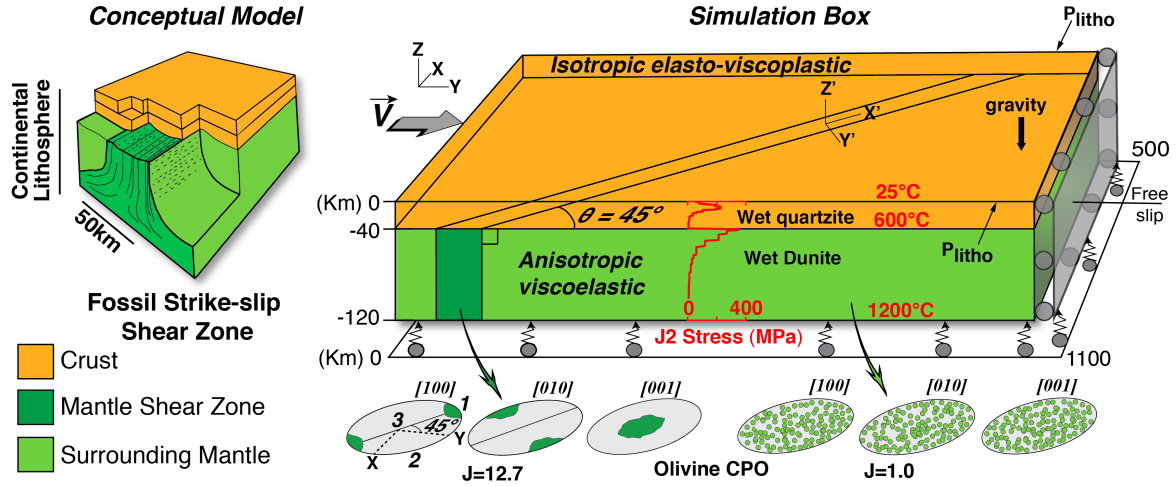 Conceptual Model
Simulation Box
Continental
Lithosphere
50km
Fossil Strike-slip
Shear Zone
Crust
Mantle Shear Zone
Surrounding Mantle
Z
X
Y
V
Isotropic elasto-viscoplastic
Z'
X'
Y'
gravity
Plitho
500
Free
slip
(Km) 0
25°C
θ = 45°
Wet quartzite
600°C
-40
Plitho
Anisotropic
viscoelastic
Wet Dunite
0
400
1200°C
-120
J2 Stress (MPa)
(Km) 0
1100
[100]
[010]
[001]
[100]
[010]
[001]
1
3
45°
Y
X
2
J=12.7
Olivine CPO
J=1.0